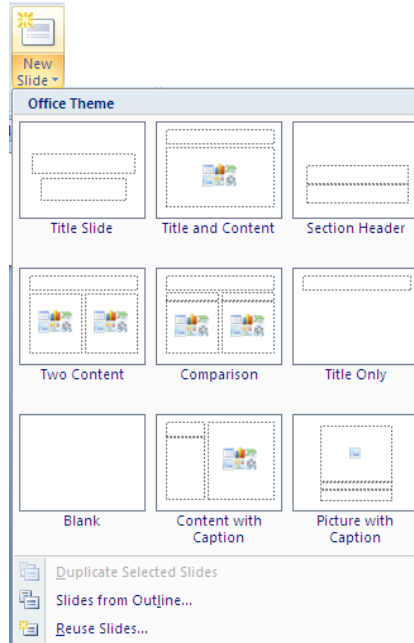 New
Slide
Office Theme
Title Slide
Title and Content
Section Header
Two Content
Comparison
Title Only
Blank
Content with
Caption
Picture with
Caption
Duplicate Selected Slides
Slides from Outline...
Reuse Slides...